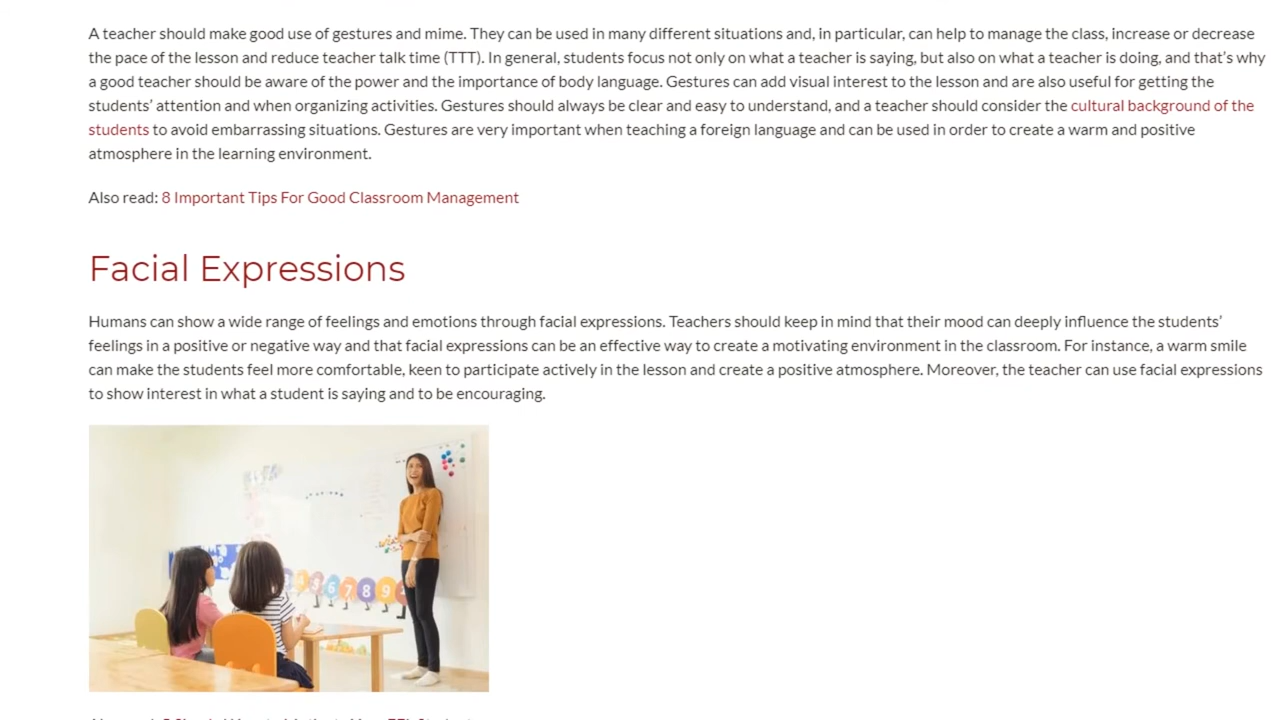 A teacher should make good use of gestures and mime. They can be used in many different situations and, in particular, can help to manage the class, increase or decrease
the pace of the lesson and reduce teacher talk time (TTT). In general, students focus not only on what a teacher is saying, but also on what a teacher is doing, and that's why
a good teacher should be aware of the power and the importance of body language. Gestures can add visual interest to the lesson and are also useful for getting the
students' attention and when organizing activities. Gestures should always be clear and easy to understand, and a teacher should consider the cultural background of the
students to avoid embarrassing situations. Gestures are very important when teaching a foreign language and can be used in order to create a warm and positive
atmosphere in the learning environment.
Also read: 8 Important Tips For Good Classroom Management
Facial Expressions
Humans can show a wide range of feelings and emotions through facial expressions. Teachers should keep in mind that their mood can deeply influence the students'
feelings in a positive or negative way and that facial expressions can be an effective way to create a motivating environment in the classroom. For instance, a warm smile
can make the students feel more comfortable, keen to participate actively in the lesson and create a positive atmosphere. Moreover, the teacher can use facial expressions
to show interest in what a student is saying and to be encouraging.
6 7 8 9